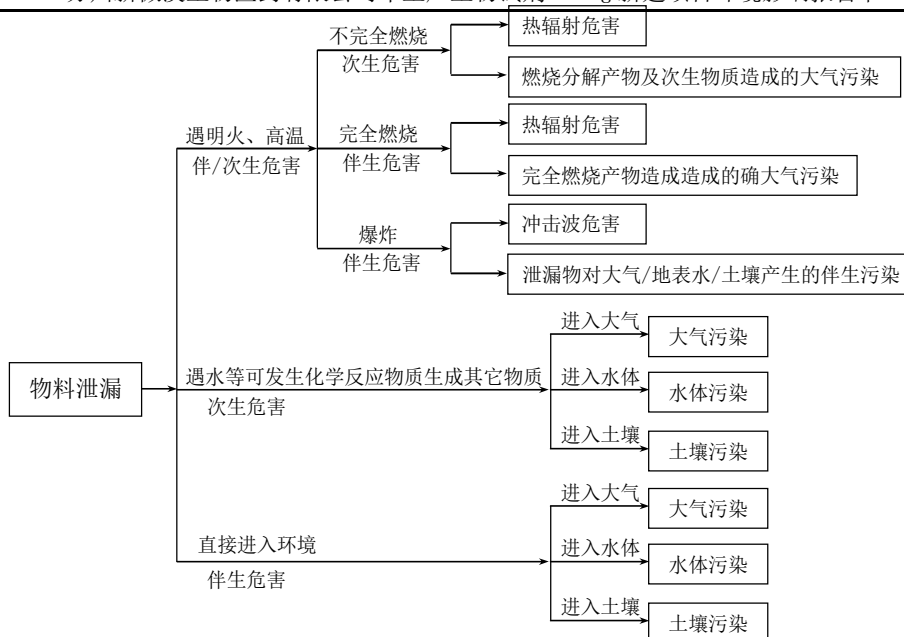 不完全燃烧
次生危害
热辐射危害
燃烧分解产物及次生物质造成的大气污染
遇明火、高温
伴/次生危害
完全燃烧
伴生危害
热辐射危害
完全燃烧产物造成造成的确大气污染
爆炸
伴生危害
冲击波危害
泄漏物对大气/地表水/土壤产生的伴生污染
物料泄漏
遇水等可发生化学反应物质生成其它物质
次生危害
进入大气
大气污染
进入水体
水体污染
进入土壤
土壤污染
直接进入环境
伴生危害
进入大气
大气污染
进入水体
水体污染
进入土壤
土壤污染